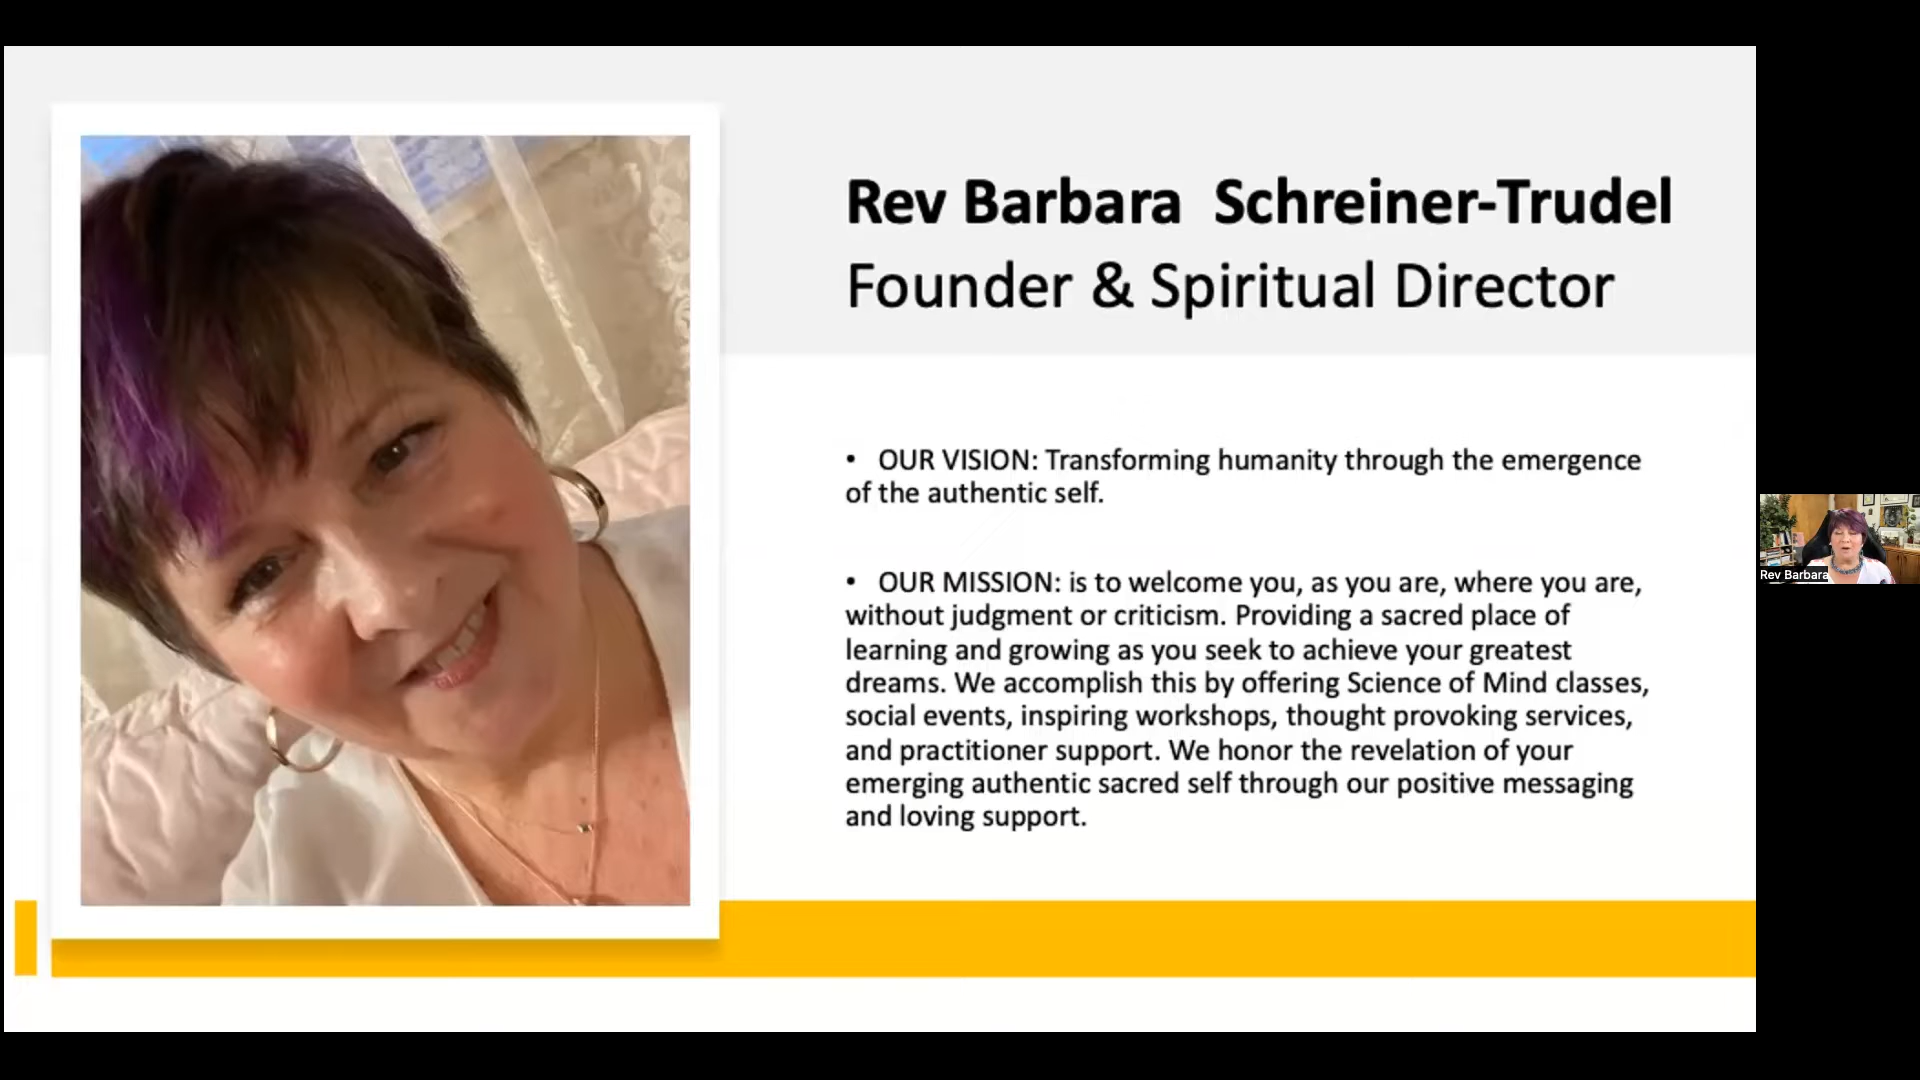 Rev Barbara  Schreiner-Trudel
Founder & Spiritual Director
• OUR VISION: Transforming humanity through the emergence
of the authentic self.
• OUR MISSION: is to welcome you, as you are, where you are,
without judgment or criticism. Providing a sacred place of
learning and growing as you seek to achieve your greatest
dreams. We accomplish this by offering Science of Mind classes,
social events, inspiring workshops, thought provoking services,
and practitioner support. We honor the revelation of your
emerging authentic sacred self through our positive messaging
and loving support.
Rev Barbara